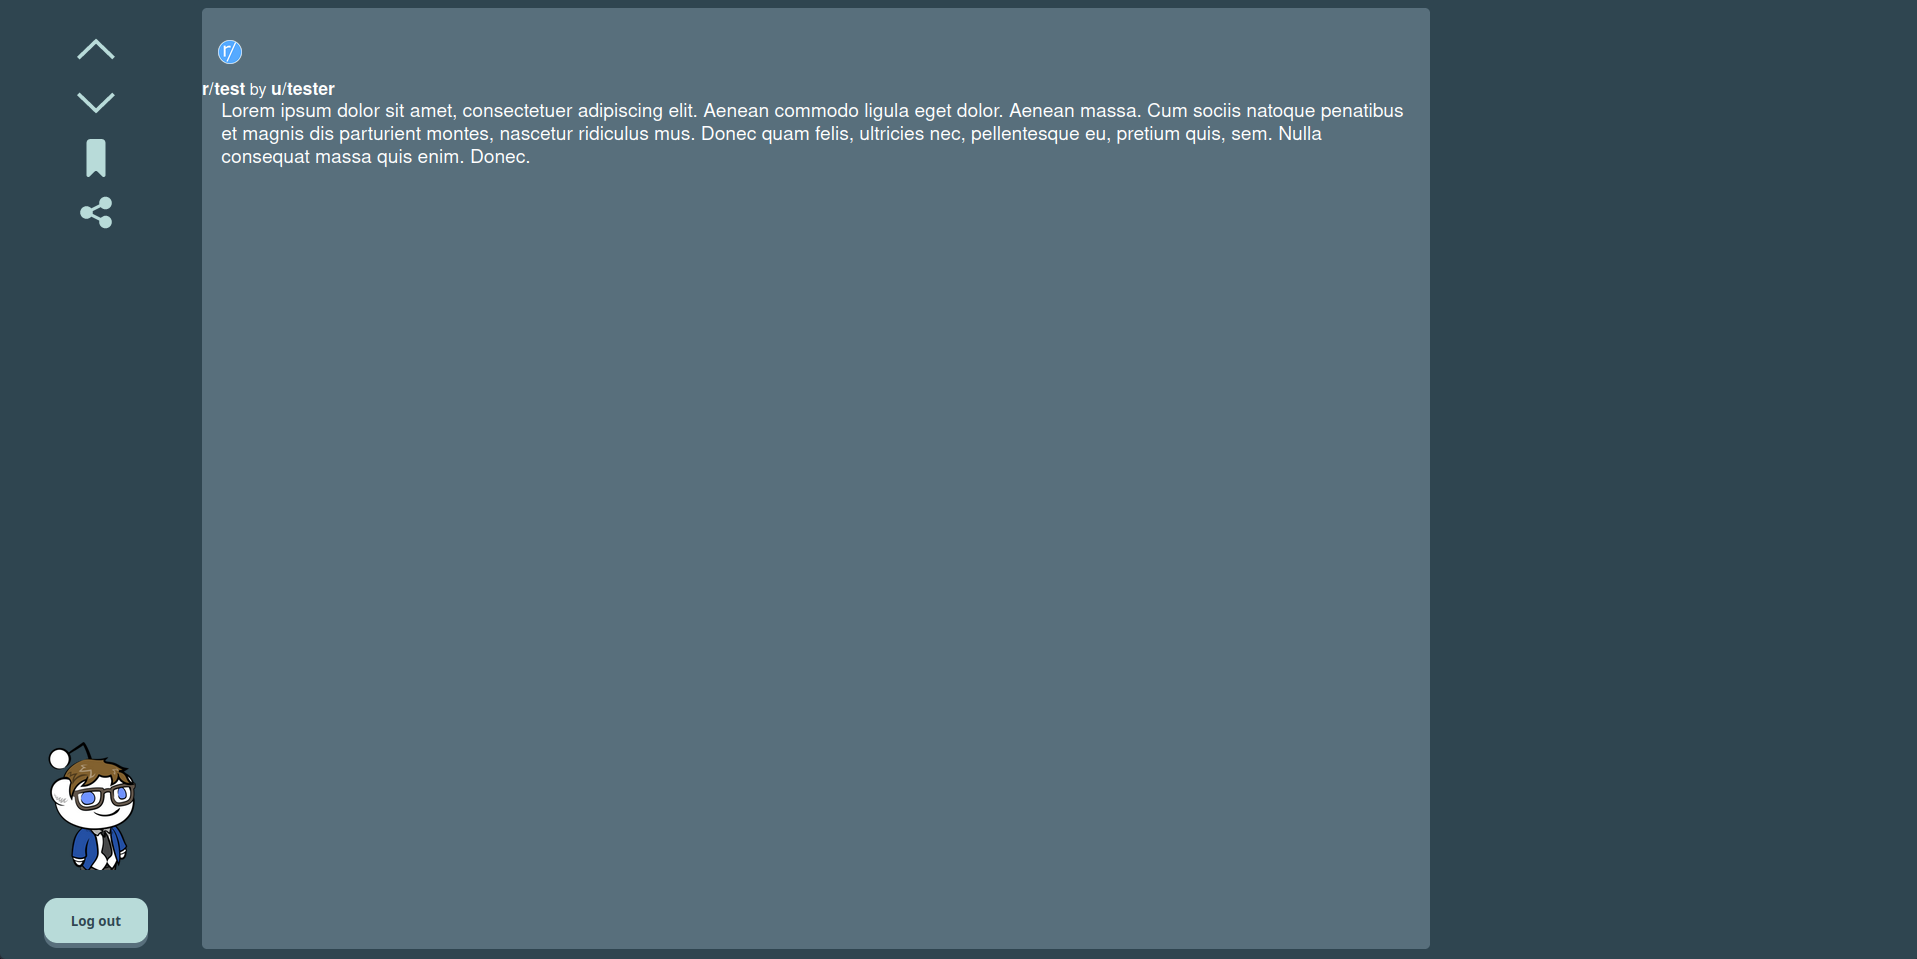 r/
r/test by u/tester
Lorem ipsum dolor sit amet, consectetuer adipiscing elit. Aenean commodo ligula eget dolor. Aenean massa. Cum sociis natoque penatibus
et magnis dis parturient montes, nascetur ridiculus mus. Donec quam felis, ultricies nec, pellentesque eu, pretium quis, sem. Nulla
consequat massa quis enim. Donec.
Log out